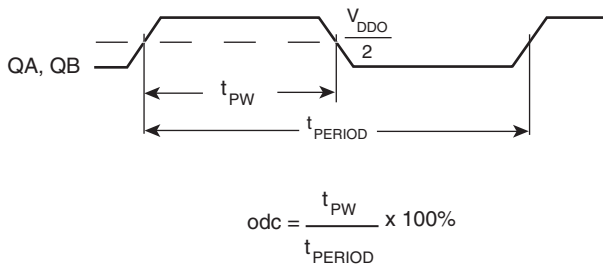 V_DDO
2
QA, QB
t_PW
t_PERIOD
odc = t_PW / t_PERIOD x 100%